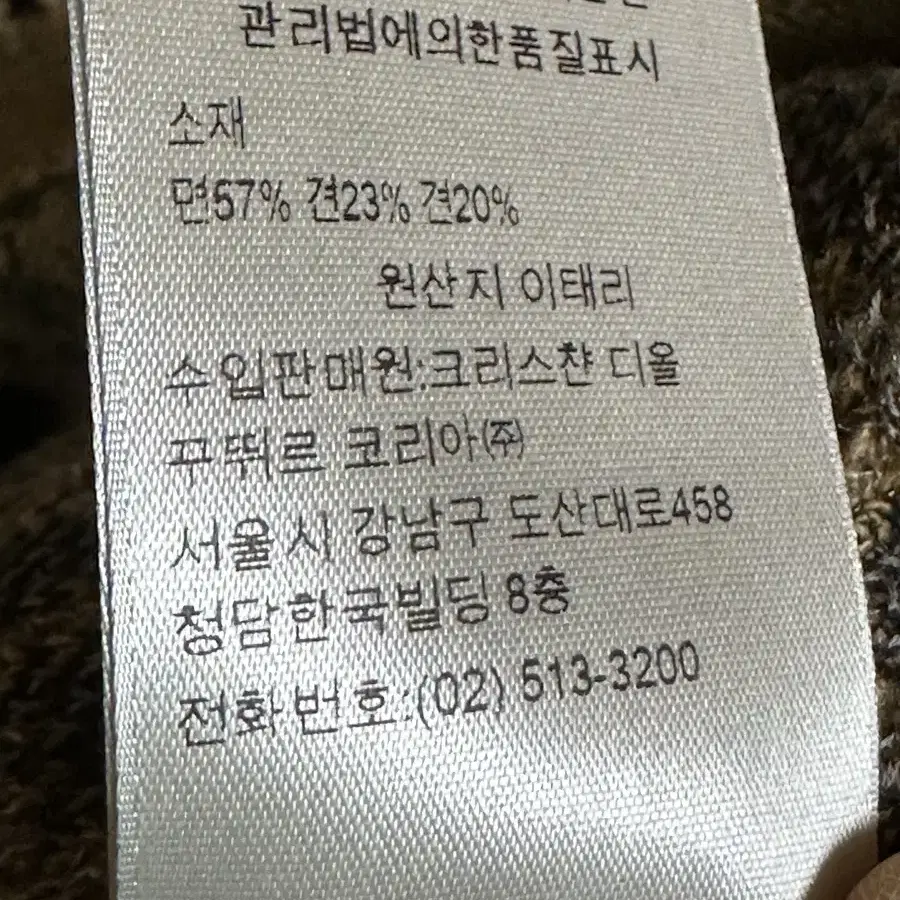 관리법에의한품질표시
소재
면57% 견23% 견20%
원산지 이태리
수입판매원:크리스챤 디올
꾸뛰르 코리아(주)
서울시 강남구 도산대로458
청담한국빌딩 8층
전화번호:(02) 513-3200